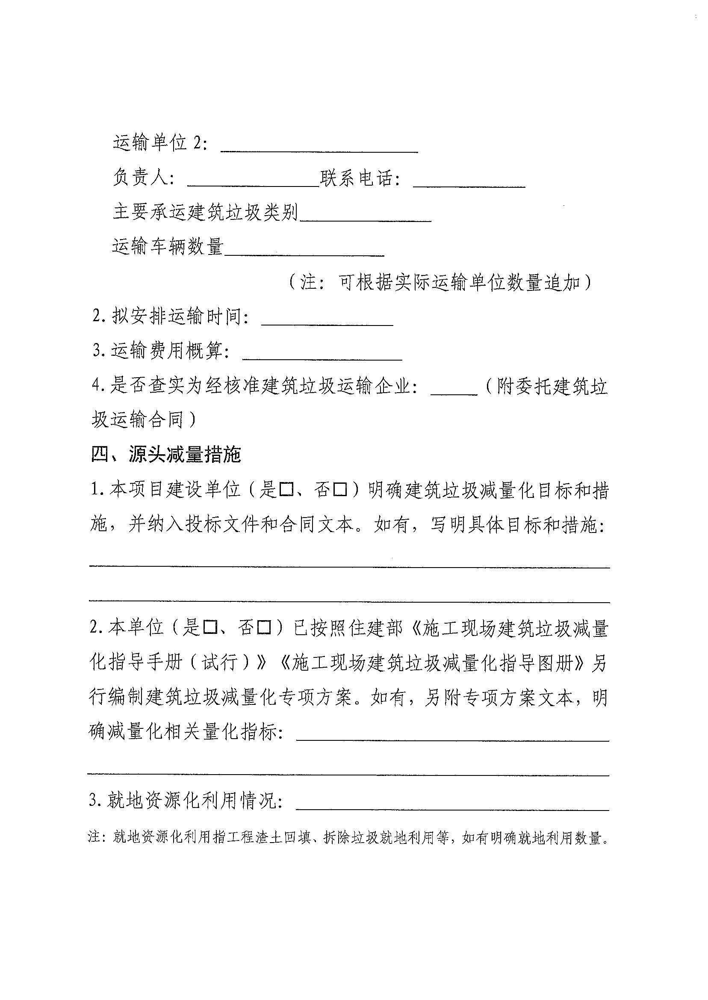 运输单位 2：
负责人：联系电话：
主要承运建筑垃圾类别
运输车辆数量
（注：可根据实际运输单位数量追加）
2. 拟安排运输时间：
3. 运输费用概算：
4. 是否查实为经核准建筑垃圾运输企业：（附委托建筑垃
圾运输合同）
四、源头减量措施
1. 本项目建设单位（是□、否□）明确建筑垃圾减量化目标和措
施，并纳入投标文件和合同文本。如有，写明具体目标和措施：
2. 本单位（是□、否□）已按照住建部《施工现场建筑垃圾减量
化指导手册（试行）》《施工现场建筑垃圾减量化指导图册》另
行编制建筑垃圾减量化专项方案。如有，另附专项方案文本，明
确减量化相关量化指标：
3. 就地资源化利用情况：
注：就地资源化利用指工程渣土回填、拆除垃圾就地利用等，如有明确就地利用数量。